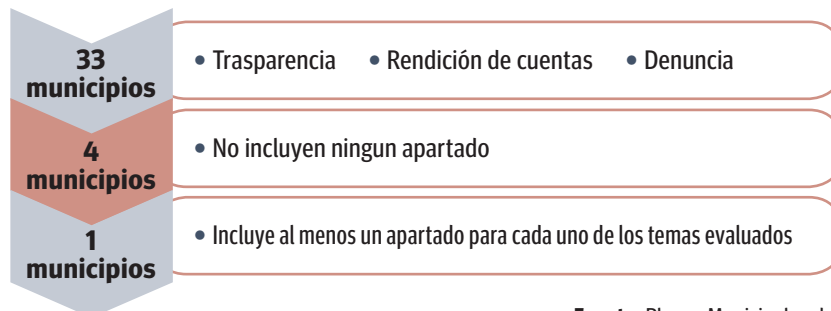 33
municipios
• Trasparencia • Rendición de cuentas • Denuncia
4
municipios
• No incluyen ningun apartado
1
municipios
• Incluye al menos un apartado para cada uno de los temas evaluados